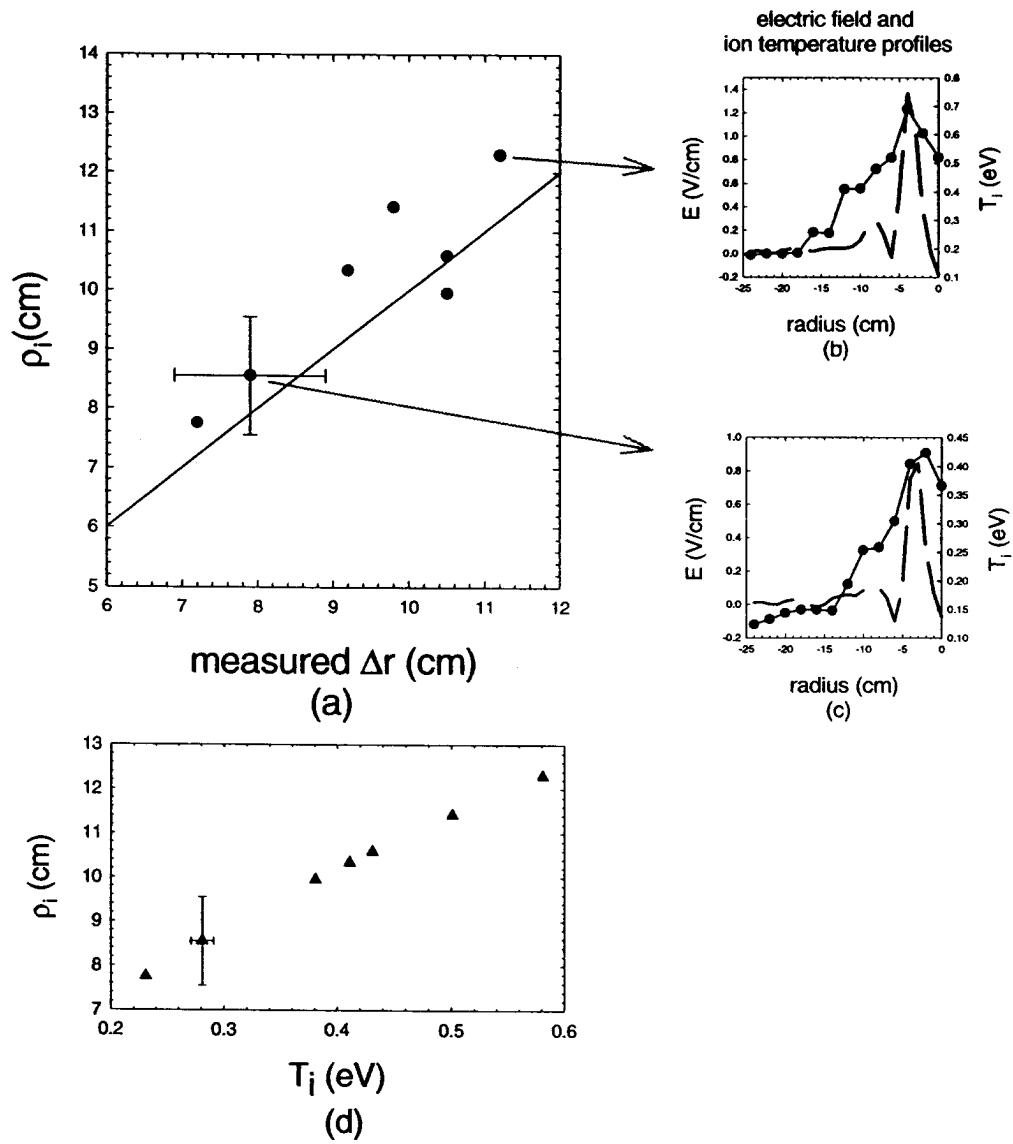 electric field and
ion temperature profiles
14
13
12
11
10
9
8
7
6
5
ρi(cm)
6 7 8 9 10 11 12
measured Δr (cm)
(a)
1.4
1.2
1.0
0.8
0.6
0.4
0.2
0.0
-0.2
E (V/cm)
0.8
0.7
0.6
0.5
0.4
0.3
0.2
0.1
Ti (eV)
-25 -20 -15 -10 -5 0
radius (cm)
(b)
1.0
0.8
0.6
0.4
0.2
0.0
-0.2
E (V/cm)
0.45
0.40
0.35
0.30
0.25
0.20
0.15
0.10
Ti (eV)
-25 -20 -15 -10 -5 0
radius (cm)
(c)
13
12
11
10
9
8
7
ρi (cm)
0.2 0.3 0.4 0.5 0.6
Ti (eV)
(d)